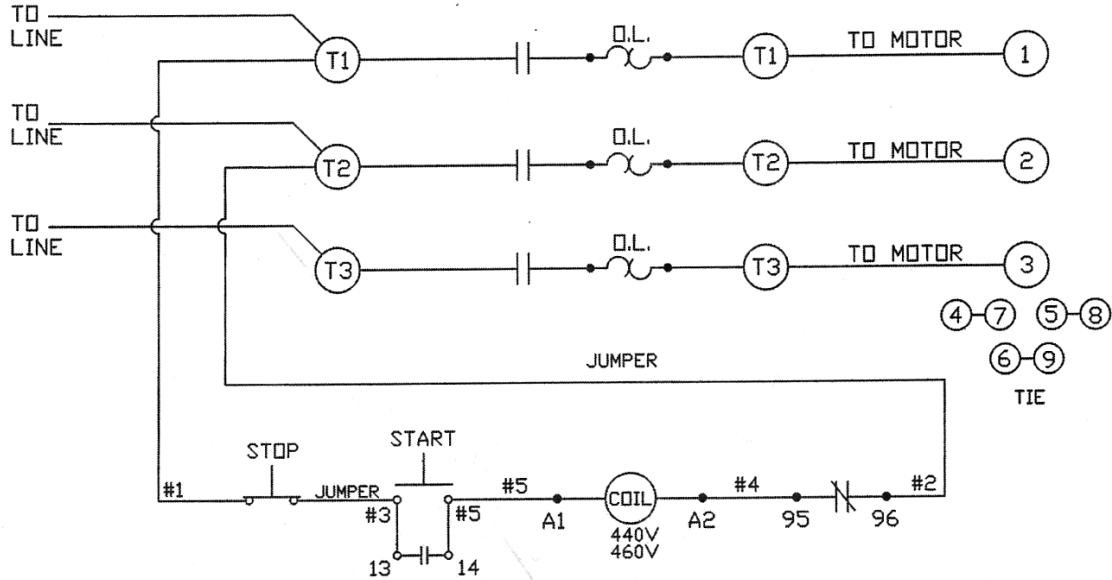 TO
LINE
T1
O.L.
T1
TO MOTOR
1
TO
LINE
T2
O.L.
T2
TO MOTOR
2
TO
LINE
T3
O.L.
T3
TO MOTOR
3
4 7 5 8
6 9
TIE
JUMPER
STOP
START
#1
JUMPER
#3
#5
#5
A1
COIL
440V
460V
A2
#4
95
96
#2
13
14